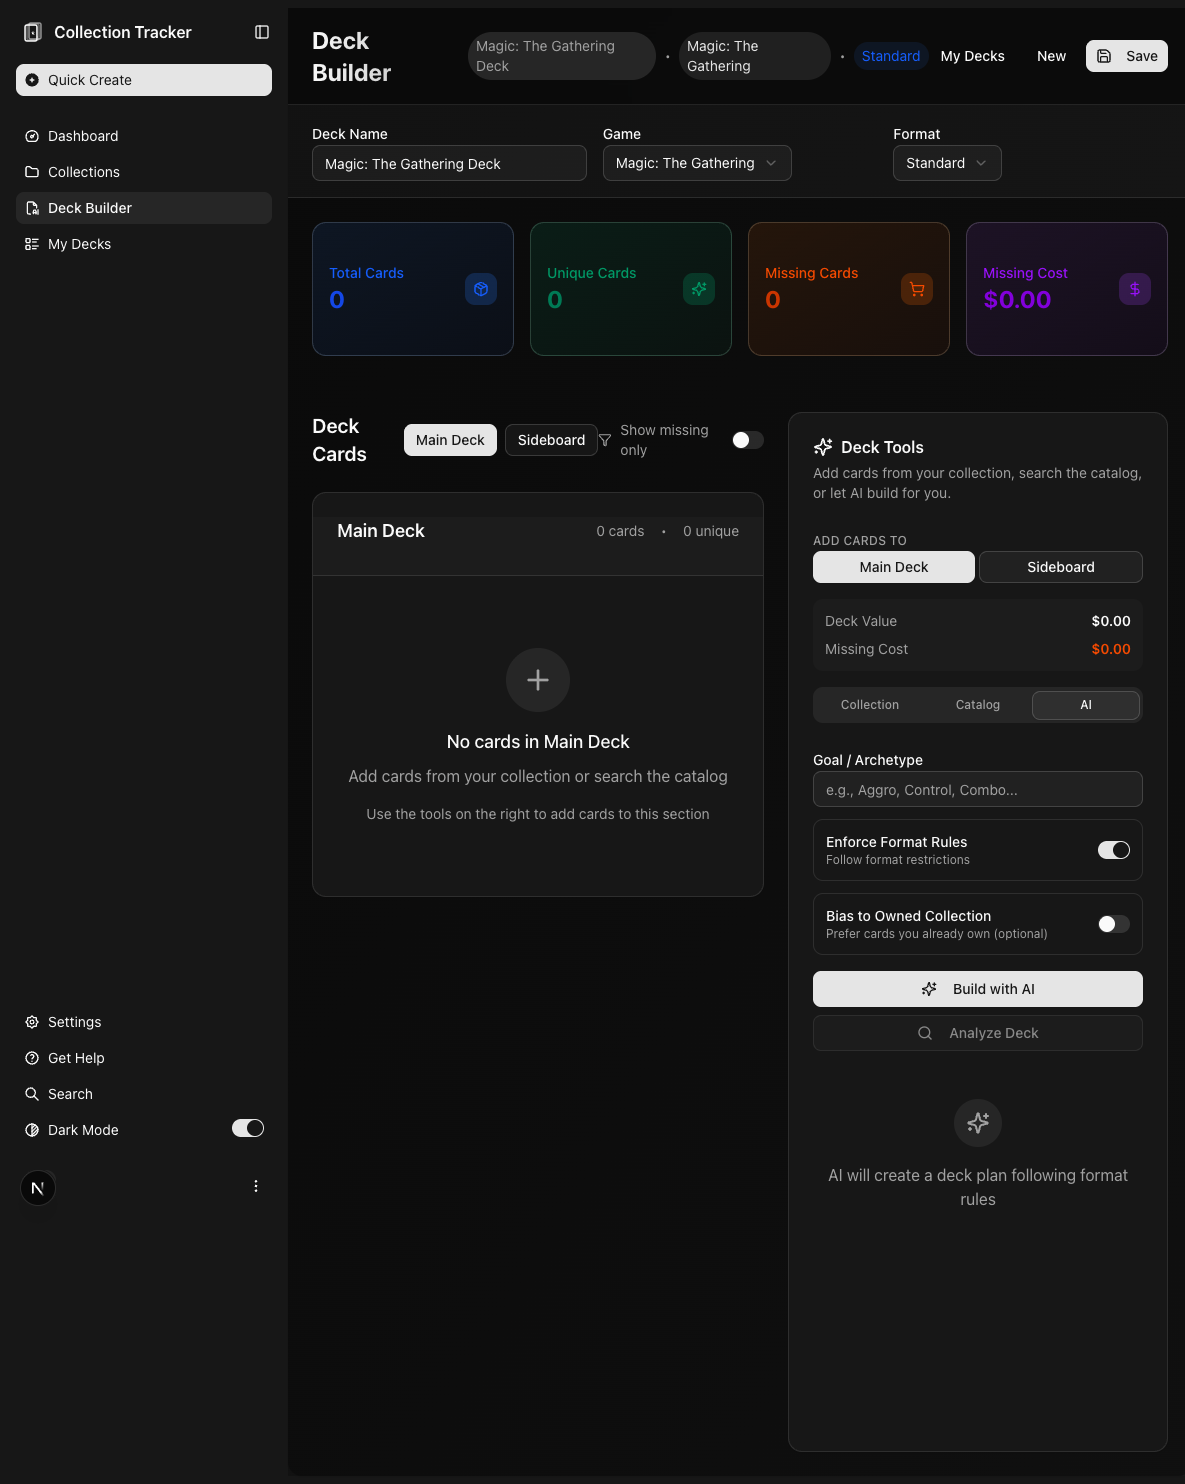 Collection Tracker
Quick Create
Dashboard
Collections
Deck Builder
My Decks
Settings
Get Help
Search
Dark Mode
N
Deck
Builder
Magic: The Gathering
Deck
•
Magic: The
Gathering
•
Standard
My Decks
New
Save
Deck Name
Magic: The Gathering Deck
Game
Magic: The Gathering
Format
Standard
Total Cards
0
Unique Cards
0
Missing Cards
0
Missing Cost
$0.00
Deck
Cards
Main Deck
Sideboard
Show missing
only
Main Deck
0 cards • 0 unique
No cards in Main Deck
Add cards from your collection or search the catalog
Use the tools on the right to add cards to this section
Deck Tools
Add cards from your collection, search the catalog,
or let AI build for you.
ADD CARDS TO
Main Deck
Sideboard
Deck Value $0.00
Missing Cost $0.00
Collection
Catalog
AI
Goal / Archetype
e.g., Aggro, Control, Combo...
Enforce Format Rules
Follow format restrictions
Bias to Owned Collection
Prefer cards you already own (optional)
Build with AI
Analyze Deck
AI will create a deck plan following format
rules